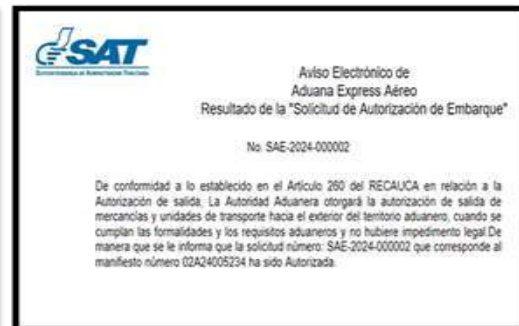 SAT
SUPERINTENDENCIA DE ADMINISTRACIÓN TRIBUTARIA
Aviso Electrónico de
Aduana Express Aéreo
Resultado de la "Solicitud de Autorización de Embarque"
No. SAE-2024-000002
De conformidad a lo establecido en el Artículo 260 del RECAUCA en relación a la
Autorización de salida, La Autoridad Aduanera otorgará la autorización de salida de
mercancías y unidades de transporte hacia el exterior del territorio aduanero, cuando se
cumplan las formalidades y los requisitos aduaneros y no hubiere impedimento legal.De
manera que se le informa que la solicitud número: SAE-2024-000002 que corresponde al
manifiesto número 02A24005234 ha sido Autorizada.